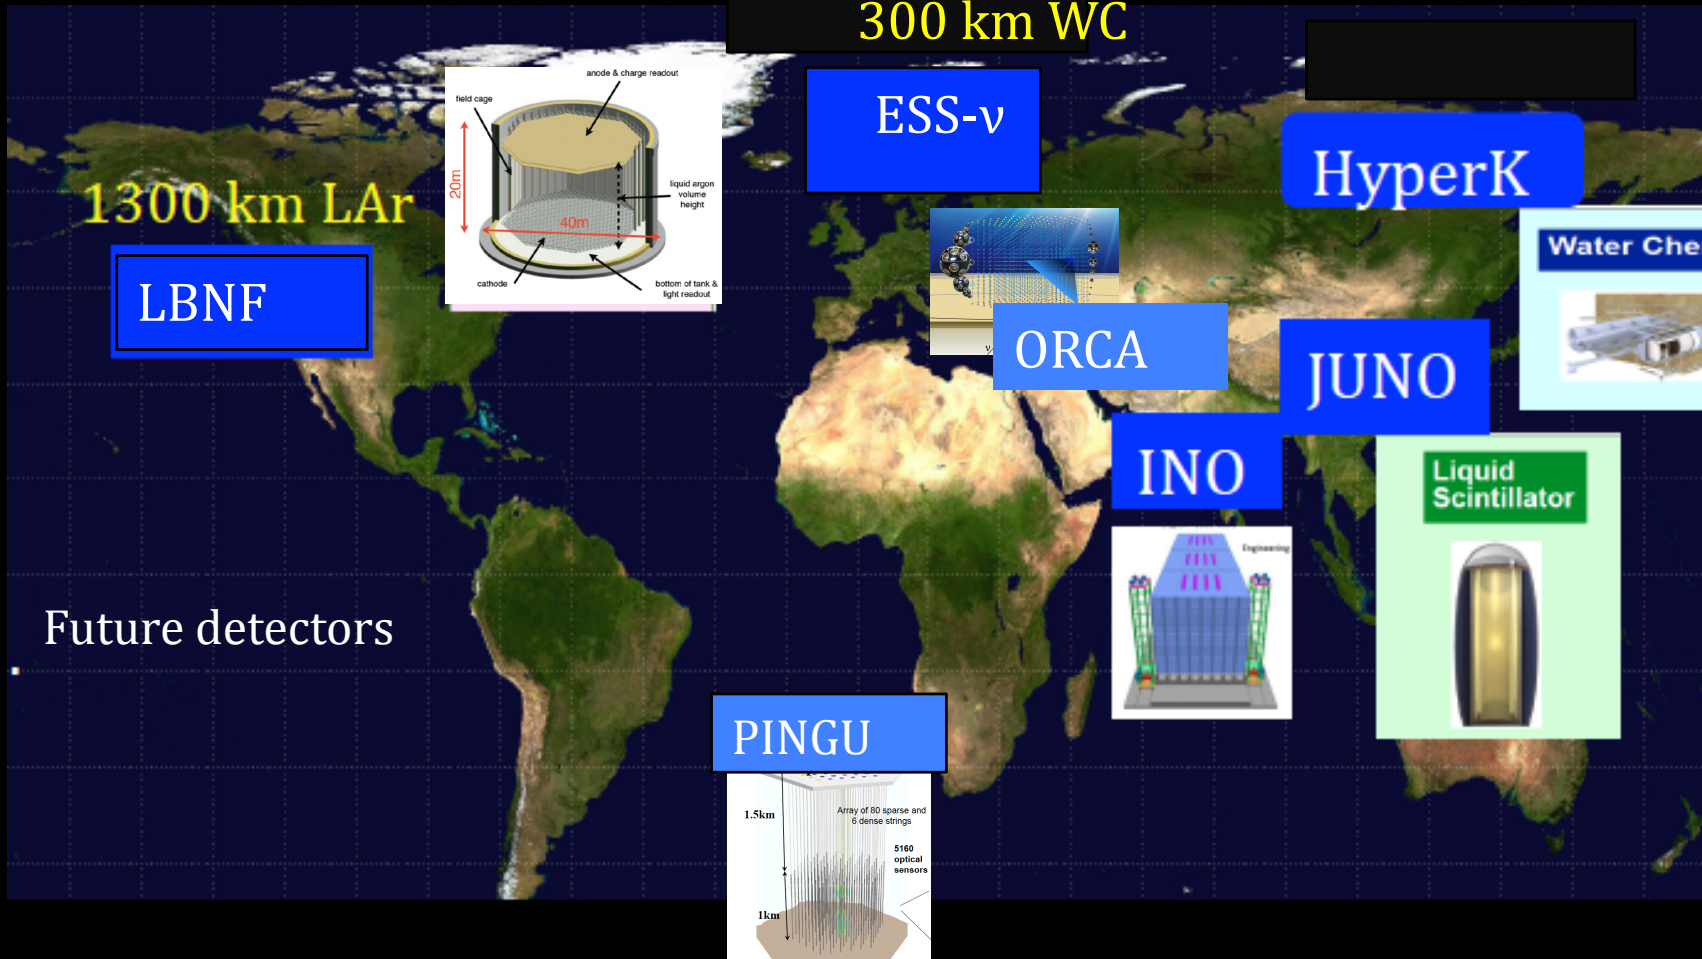 300 km WC
ESS-ν
HyperK
1300 km LAr
LBNF
anode & charge readout
field cage
20m
liquid argon
volume
height
40m
cathode
bottom of tank &
light readout
Water Che
ORCA
JUNO
INO
Engineering
Liquid
Scintillator
Future detectors
PINGU
1.5km
Array of 80 sparse and
6 dense strings
5160
optical
sensors
1km